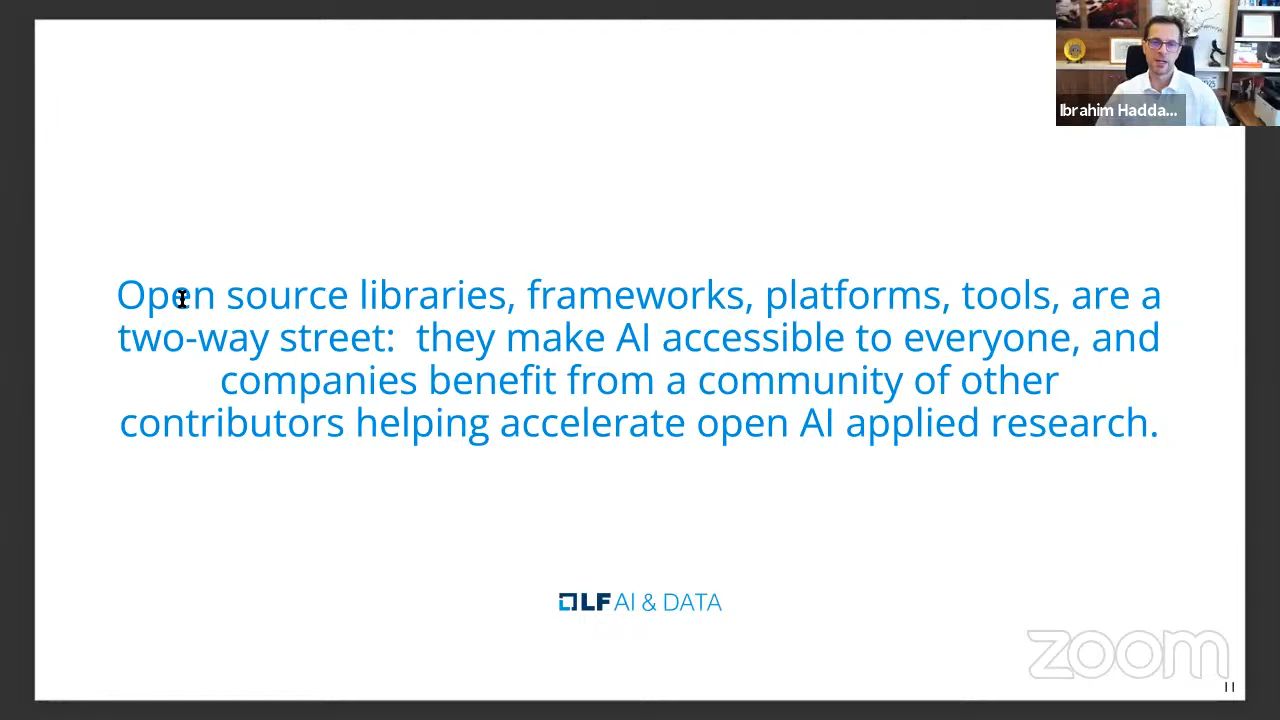 Ibrahim Hadda...
Open source libraries, frameworks, platforms, tools, are a
two-way street:  they make AI accessible to everyone, and
companies benefit from a community of other
contributors helping accelerate open AI applied research.
LF AI & DATA
zoom
11